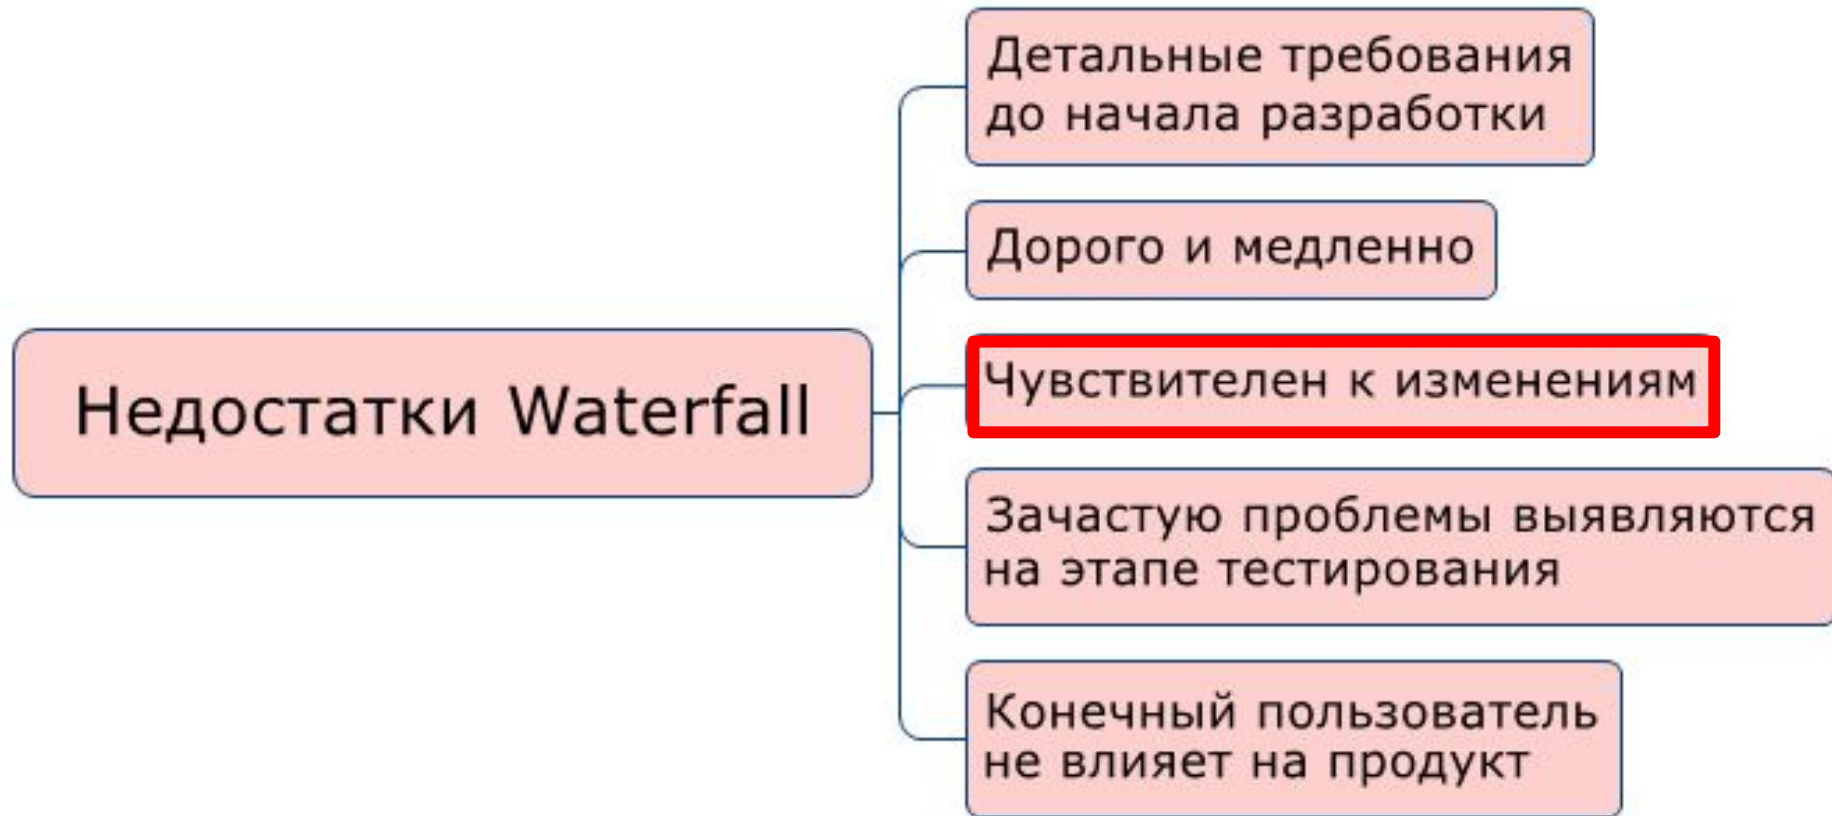 Недостатки Waterfall
Детальные требования
до начала разработки
Дорого и медленно
Чувствителен к изменениям
Зачастую проблемы выявляются
на этапе тестирования
Конечный пользователь
не влияет на продукт